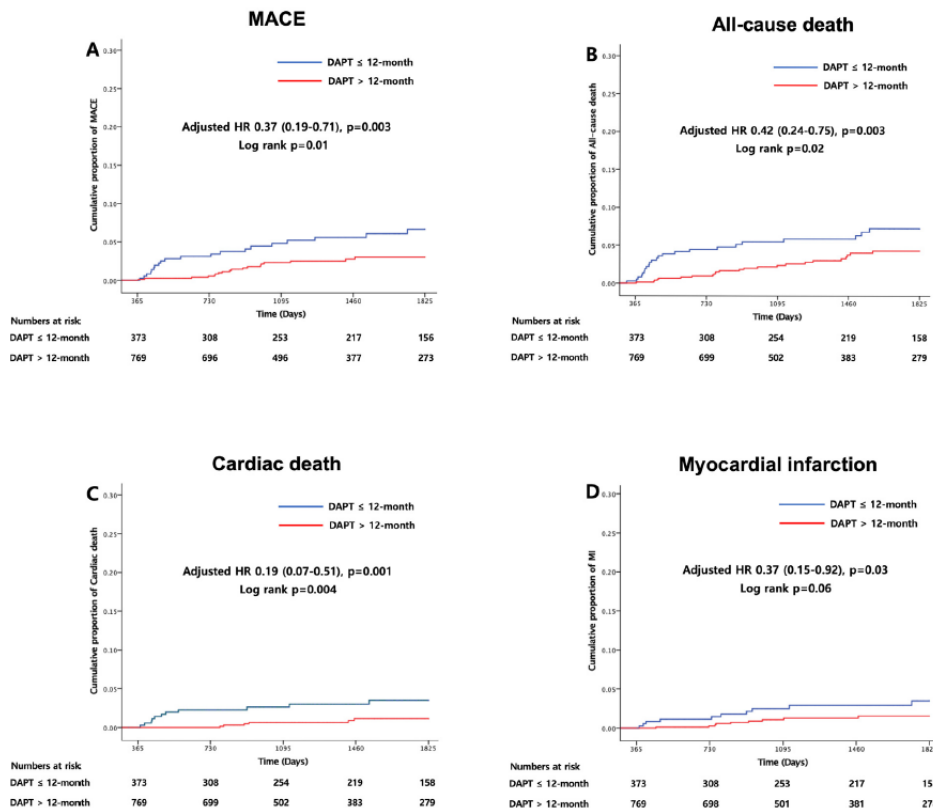 MACE
A
DAPT ≤ 12-month
DAPT > 12-month
Adjusted HR 0.37 (0.19-0.71), p=0.003
Log rank p=0.01
Cumulative proportion of MACE
0.30
0.25
0.20
0.15
0.10
0.05
0.00
365 730 1095 1460 1825
Time (Days)
Numbers at risk
DAPT ≤ 12-month 373 308 253 217 156
DAPT > 12-month 769 696 496 377 273
All-cause death
B
DAPT ≤ 12-month
DAPT > 12-month
Adjusted HR 0.42 (0.24-0.75), p=0.003
Log rank p=0.02
Cumulative proportion of All-cause death
0.30
0.25
0.20
0.15
0.10
0.05
0.00
365 730 1095 1460 1825
Time (Days)
Numbers at risk
DAPT ≤ 12-month 373 308 254 219 158
DAPT > 12-month 769 699 502 383 279
Cardiac death
C
DAPT ≤ 12-month
DAPT > 12-month
Adjusted HR 0.19 (0.07-0.51), p=0.001
Log rank p=0.004
Cumulative proportion of Cardiac death
0.30
0.25
0.20
0.15
0.10
0.05
0.00
365 730 1095 1460 1825
Time (Days)
Numbers at risk
DAPT ≤ 12-month 373 308 254 219 158
DAPT > 12-month 769 699 502 383 279
Myocardial infarction
D
DAPT ≤ 12-month
DAPT > 12-month
Adjusted HR 0.37 (0.15-0.92), p=0.03
Log rank p=0.06
Cumulative proportion of MI
0.30
0.25
0.20
0.15
0.10
0.05
0.00
365 730 1095 1460
Time (Days)
Numbers at risk
DAPT ≤ 12-month 373 308 253 217
DAPT > 12-month 769 698 501 381